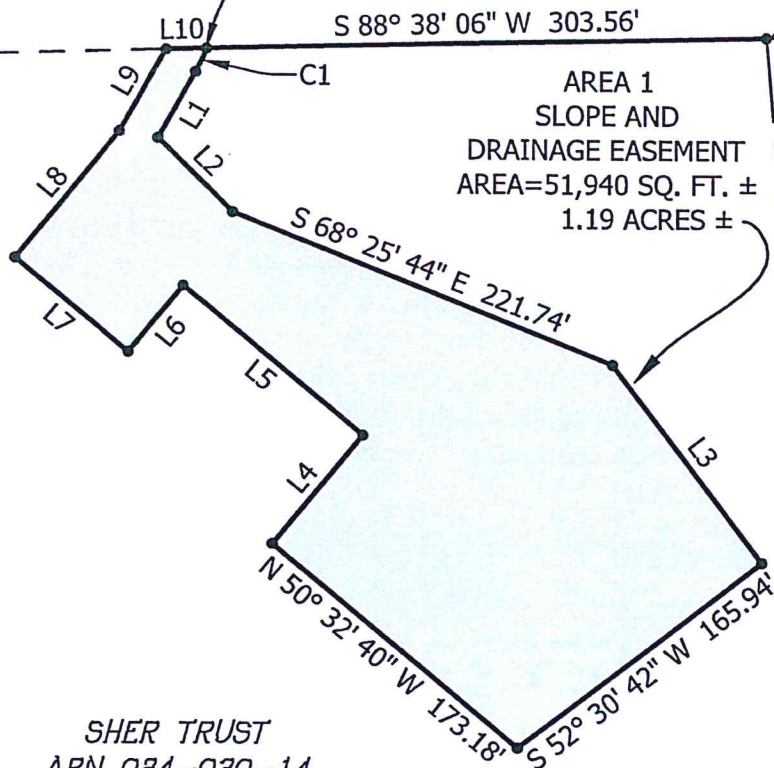 L10
S 88° 38' 06" W 303.56'
C1
L9
L1
AREA 1
SLOPE AND
DRAINAGE EASEMENT
AREA=51,940 SQ. FT. ±
1.19 ACRES ±
L8
L2
S 68° 25' 44" E 221.74'
L7
L6
L5
L3
L4
N 50° 32' 40" W 173.18'
S 52° 30' 42" W 165.94'
SHER TRUST